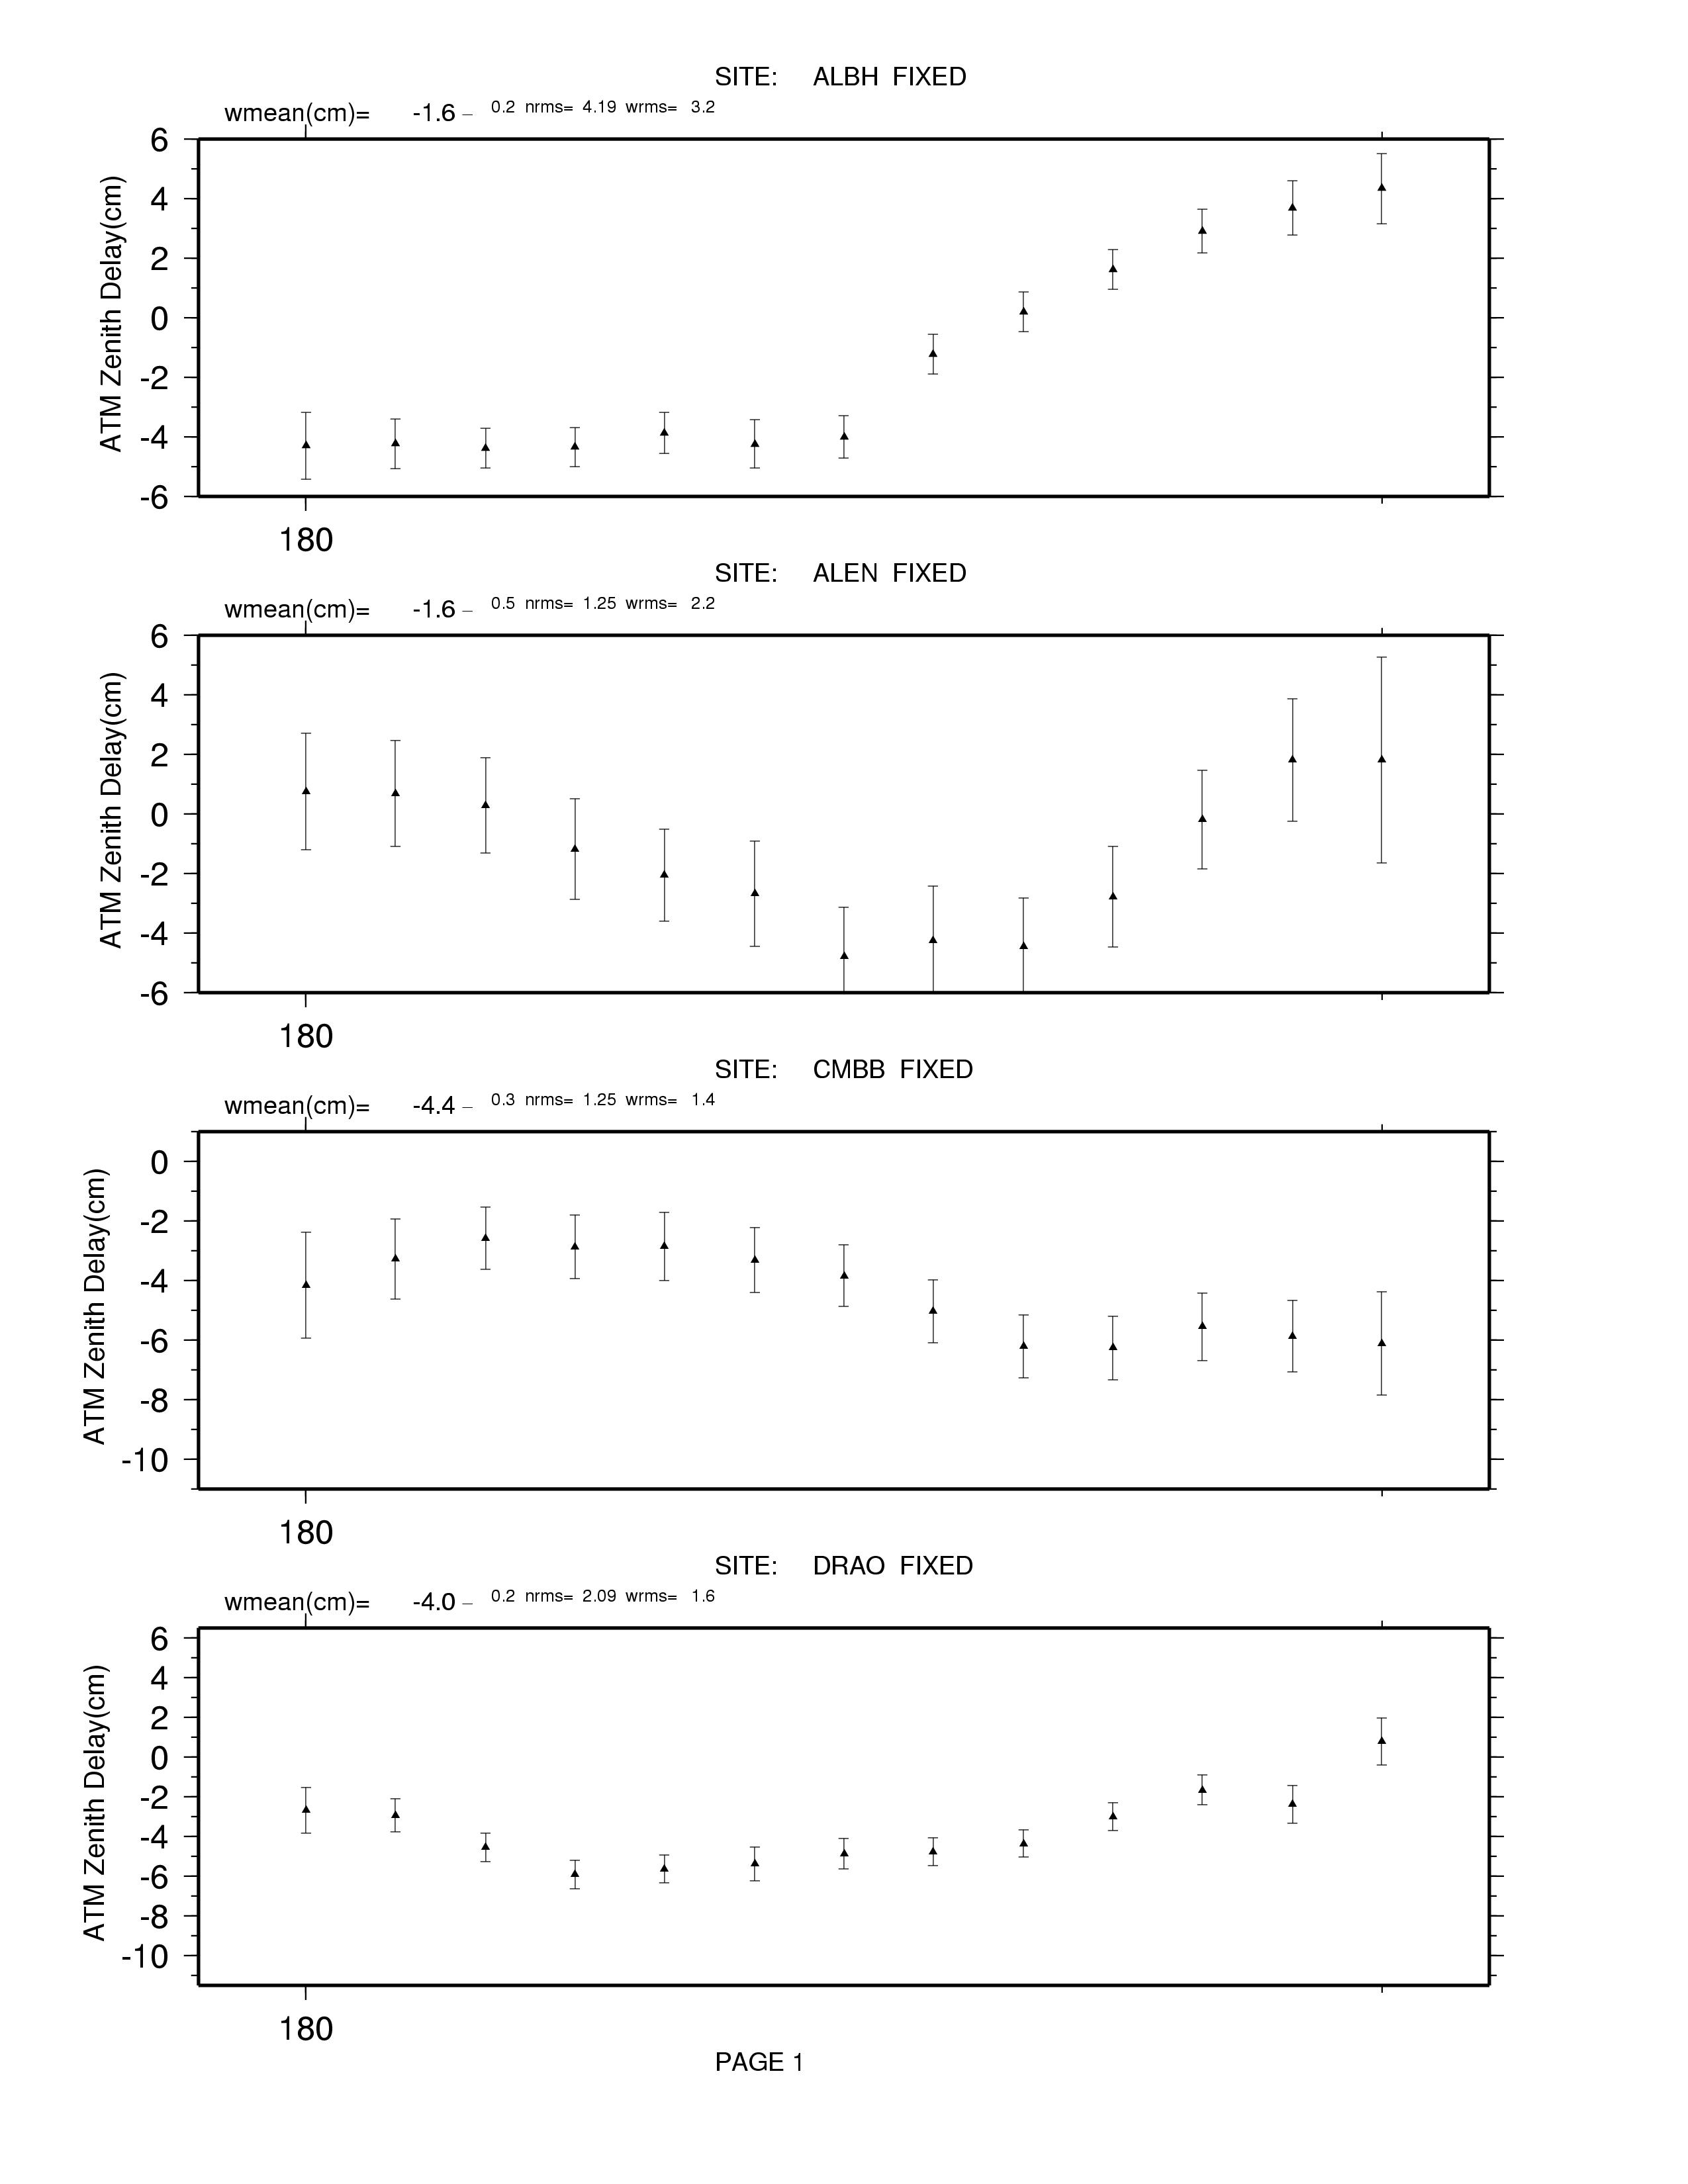 SITE: ALBH FIXED
wmean(cm)= -1.6 – 0.2 nrms= 4.19 wrms= 3.2
6
4
2
0
-2
-4
-6
ATM Zenith Delay(cm)
180
SITE: ALEN FIXED
wmean(cm)= -1.6 – 0.5 nrms= 1.25 wrms= 2.2
6
4
2
0
-2
-4
-6
ATM Zenith Delay(cm)
180
SITE: CMBB FIXED
wmean(cm)= -4.4 – 0.3 nrms= 1.25 wrms= 1.4
0
-2
-4
-6
-8
-10
ATM Zenith Delay(cm)
180
SITE: DRAO FIXED
wmean(cm)= -4.0 – 0.2 nrms= 2.09 wrms= 1.6
6
4
2
0
-2
-4
-6
-8
-10
ATM Zenith Delay(cm)
180
PAGE 1